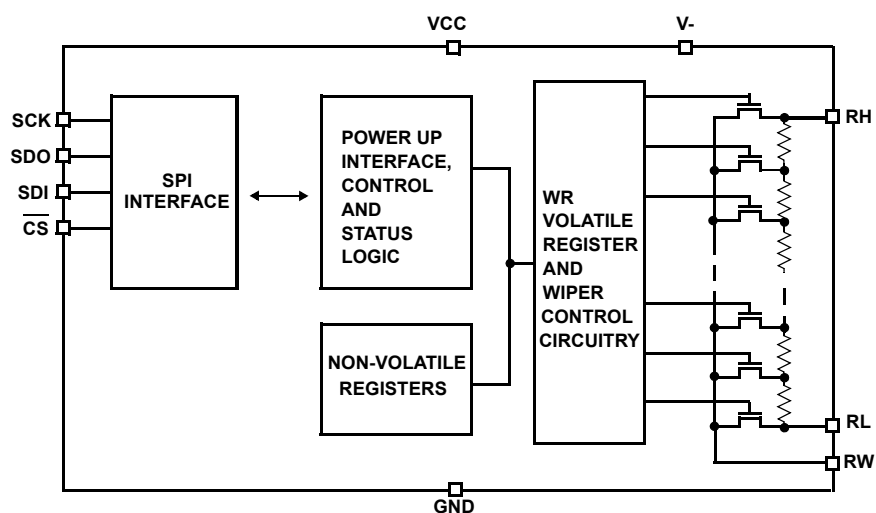 VCC
V-
SCK
SDO
SDI
CS
SPI
INTERFACE
POWER UP
INTERFACE,
CONTROL
AND
STATUS
LOGIC
NON-VOLATILE
REGISTERS
WR
VOLATILE
REGISTER
AND
WIPER
CONTROL
CIRCUITRY
RH
RL
RW
GND